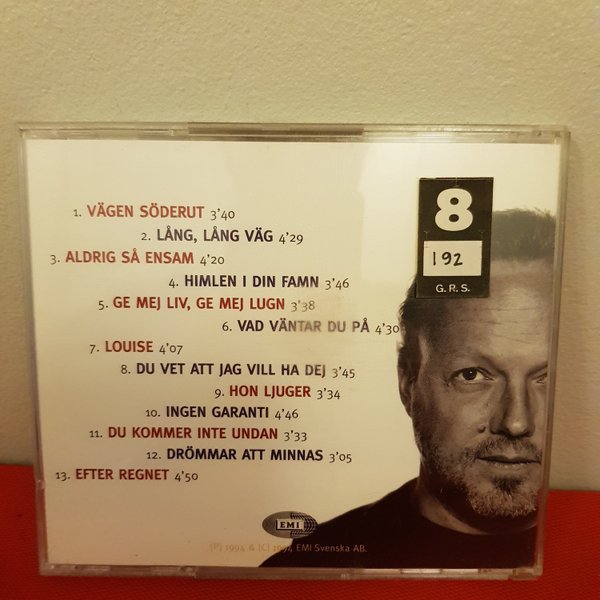 8
192
G.R.S.
1. VÄGEN SÖDERUT 3'40
2. LÅNG, LÅNG VÄG 4'29
3. ALDRIG SÅ ENSAM 4'20
4. HIMLEN I DIN FAMN 3'46
5. GE MEJ LIV, GE MEJ LUGN 3'38
6. VAD VÄNTAR DU PÅ 4'30
7. LOUISE 4'07
8. DU VET ATT JAG VILL HA DEJ 3'45
9. HON LJUGER 3'34
10. INGEN GARANTI 4'46
11. DU KOMMER INTE UNDAN 3'33
12. DRÖMMAR ATT MINNAS 3'05
13. EFTER REGNET 4'50
EMI
(P) 1994 & (C) 1994 EMI Svenska AB.